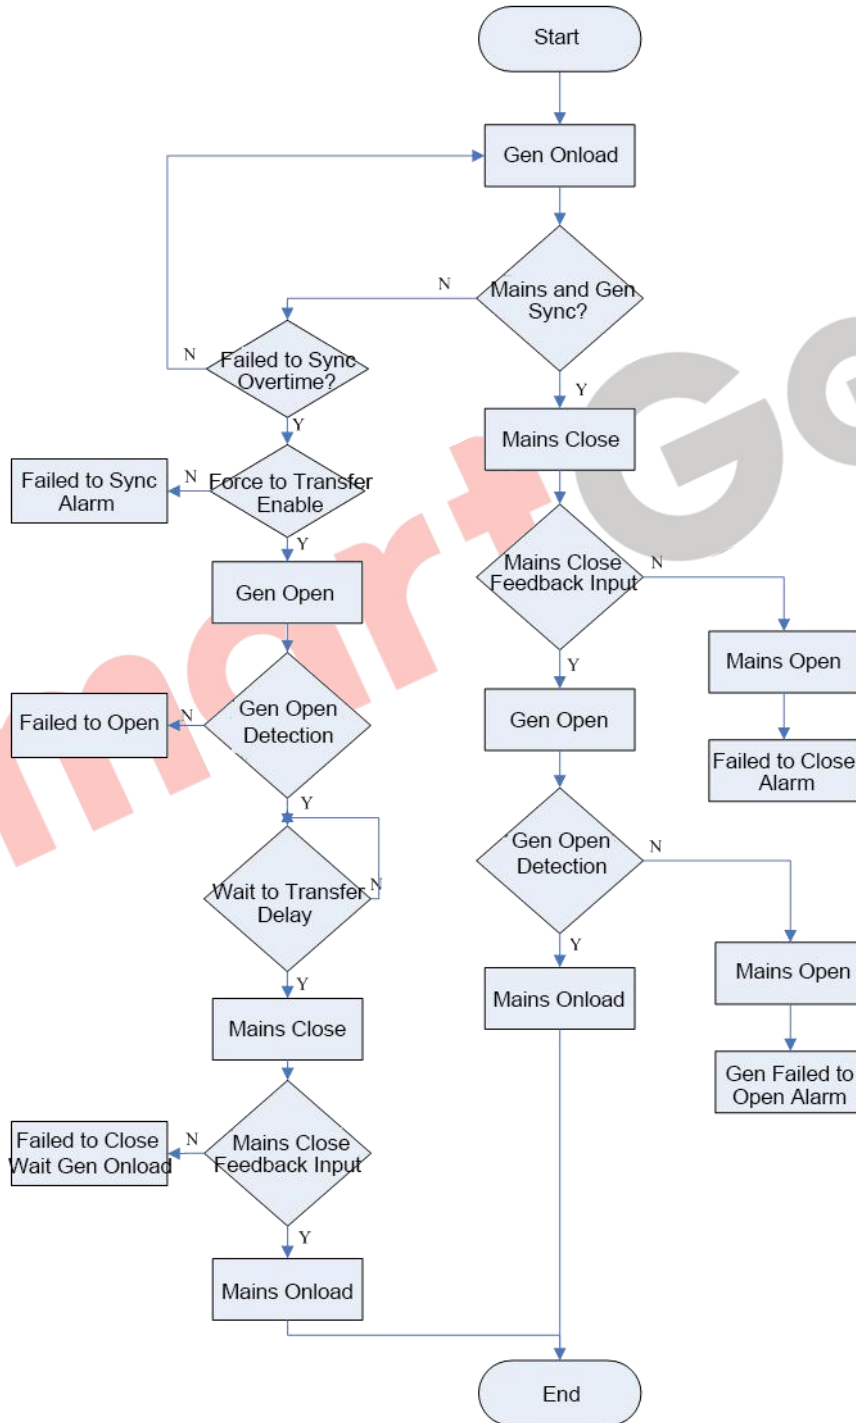 Start
Gen Onload
N
Mains and Gen
Sync?
N
Failed to Sync
Overtime?
Y
Y
Mains Close
Failed to Sync
Alarm
N
Force to Transfer
Enable
Y
Mains Close
Feedback Input
N
Gen Open
Mains Open
Y
Failed to Open
N
Gen Open
Detection
Gen Open
Failed to Close
Alarm
Y
Gen Open
Detection
N
Wait to Transfer
Delay
N
Y
Mains Open
Y
Mains Close
Mains Onload
Gen Failed to
Open Alarm
Failed to Close
Wait Gen Onload
N
Mains Close
Feedback Input
Y
Mains Onload
End
martGe